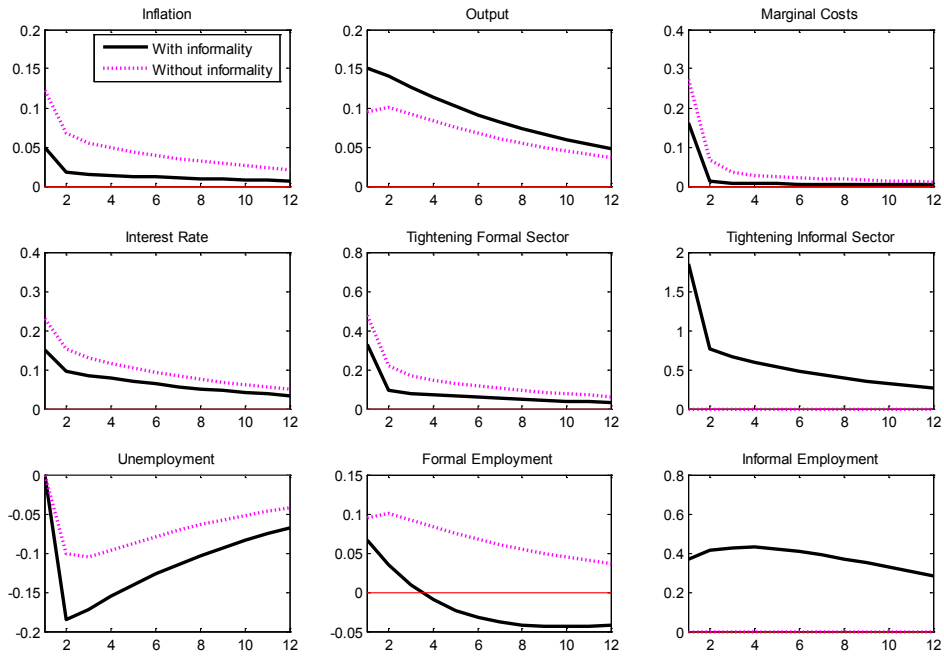 Inflation
Output
Marginal Costs
0.2
0.15
0.1
0.05
0
With informality
Without informality
2 4 6 8 10 12
0.2
0.15
0.1
0.05
0
2 4 6 8 10 12
0.4
0.3
0.2
0.1
0
2 4 6 8 10 12
Interest Rate
Tightening Formal Sector
Tightening Informal Sector
0.4
0.3
0.2
0.1
0
2 4 6 8 10 12
0.8
0.6
0.4
0.2
0
2 4 6 8 10 12
2
1.5
1
0.5
0
2 4 6 8 10 12
Unemployment
Formal Employment
Informal Employment
0
-0.05
-0.1
-0.15
-0.2
2 4 6 8 10 12
0.15
0.1
0.05
0
-0.05
2 4 6 8 10 12
0.8
0.6
0.4
0.2
0
2 4 6 8 10 12